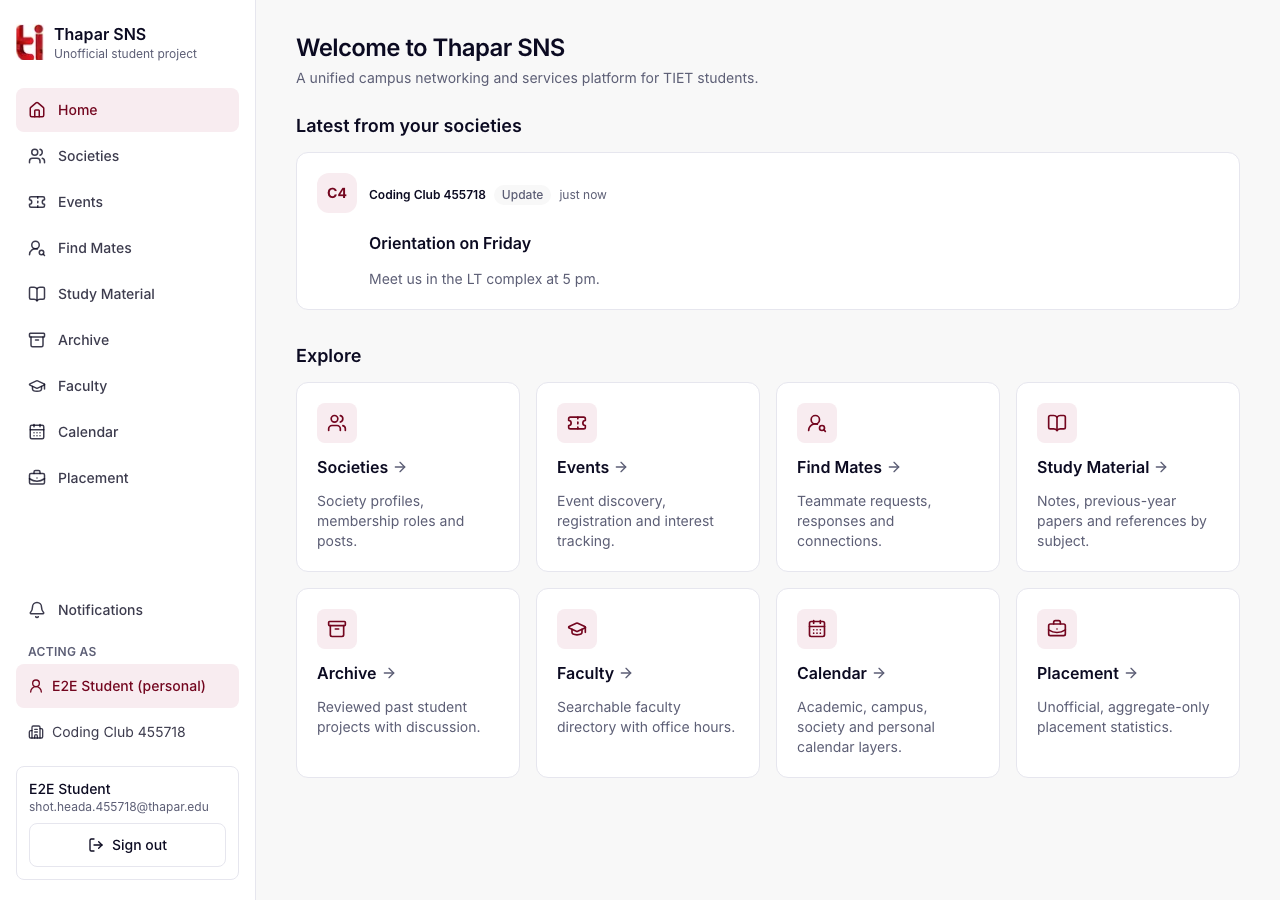 ti
Thapar SNS
Unofficial student project
Home
Societies
Events
Find Mates
Study Material
Archive
Faculty
Calendar
Placement
Notifications
ACTING AS
E2E Student (personal)
Coding Club 455718
E2E Student
shot.heada.455718@thapar.edu
Sign out
Welcome to Thapar SNS
A unified campus networking and services platform for TIET students.
Latest from your societies
C4
Coding Club 455718 Update just now
Orientation on Friday
Meet us in the LT complex at 5 pm.
Explore
Societies
Society profiles,
membership roles and
posts.
Events
Event discovery,
registration and interest
tracking.
Find Mates
Teammate requests,
responses and
connections.
Study Material
Notes, previous-year
papers and references by
subject.
Archive
Reviewed past student
projects with discussion.
Faculty
Searchable faculty
directory with office hours.
Calendar
Academic, campus,
society and personal
calendar layers.
Placement
Unofficial, aggregate-only
placement statistics.